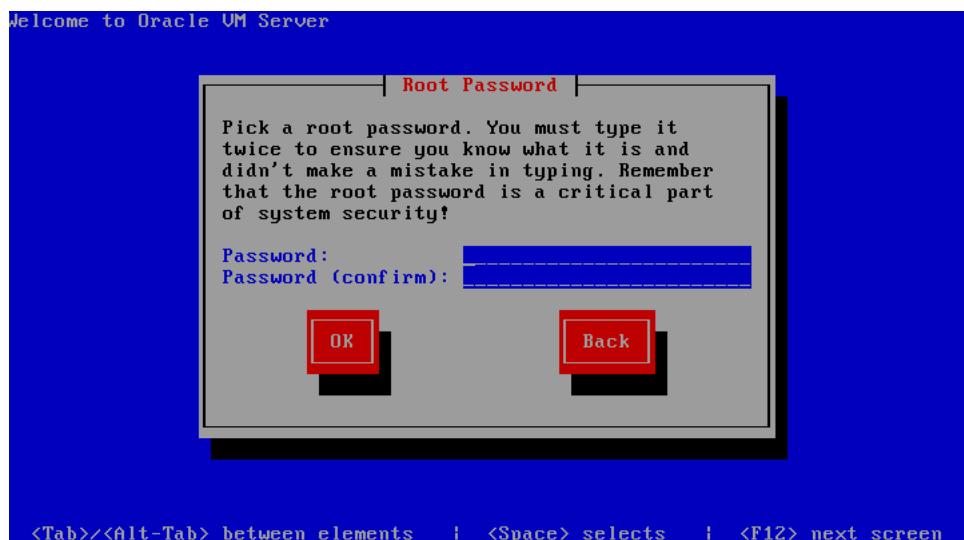 Welcome to Oracle VM Server
Root Password
Pick a root password. You must type it
twice to ensure you know what it is and
didn't make a mistake in typing. Remember
that the root password is a critical part
of system security!
Password:
Password (confirm):
OK Back
<Tab>/<Alt-Tab> between elements | <Space> selects | <F12> next screen